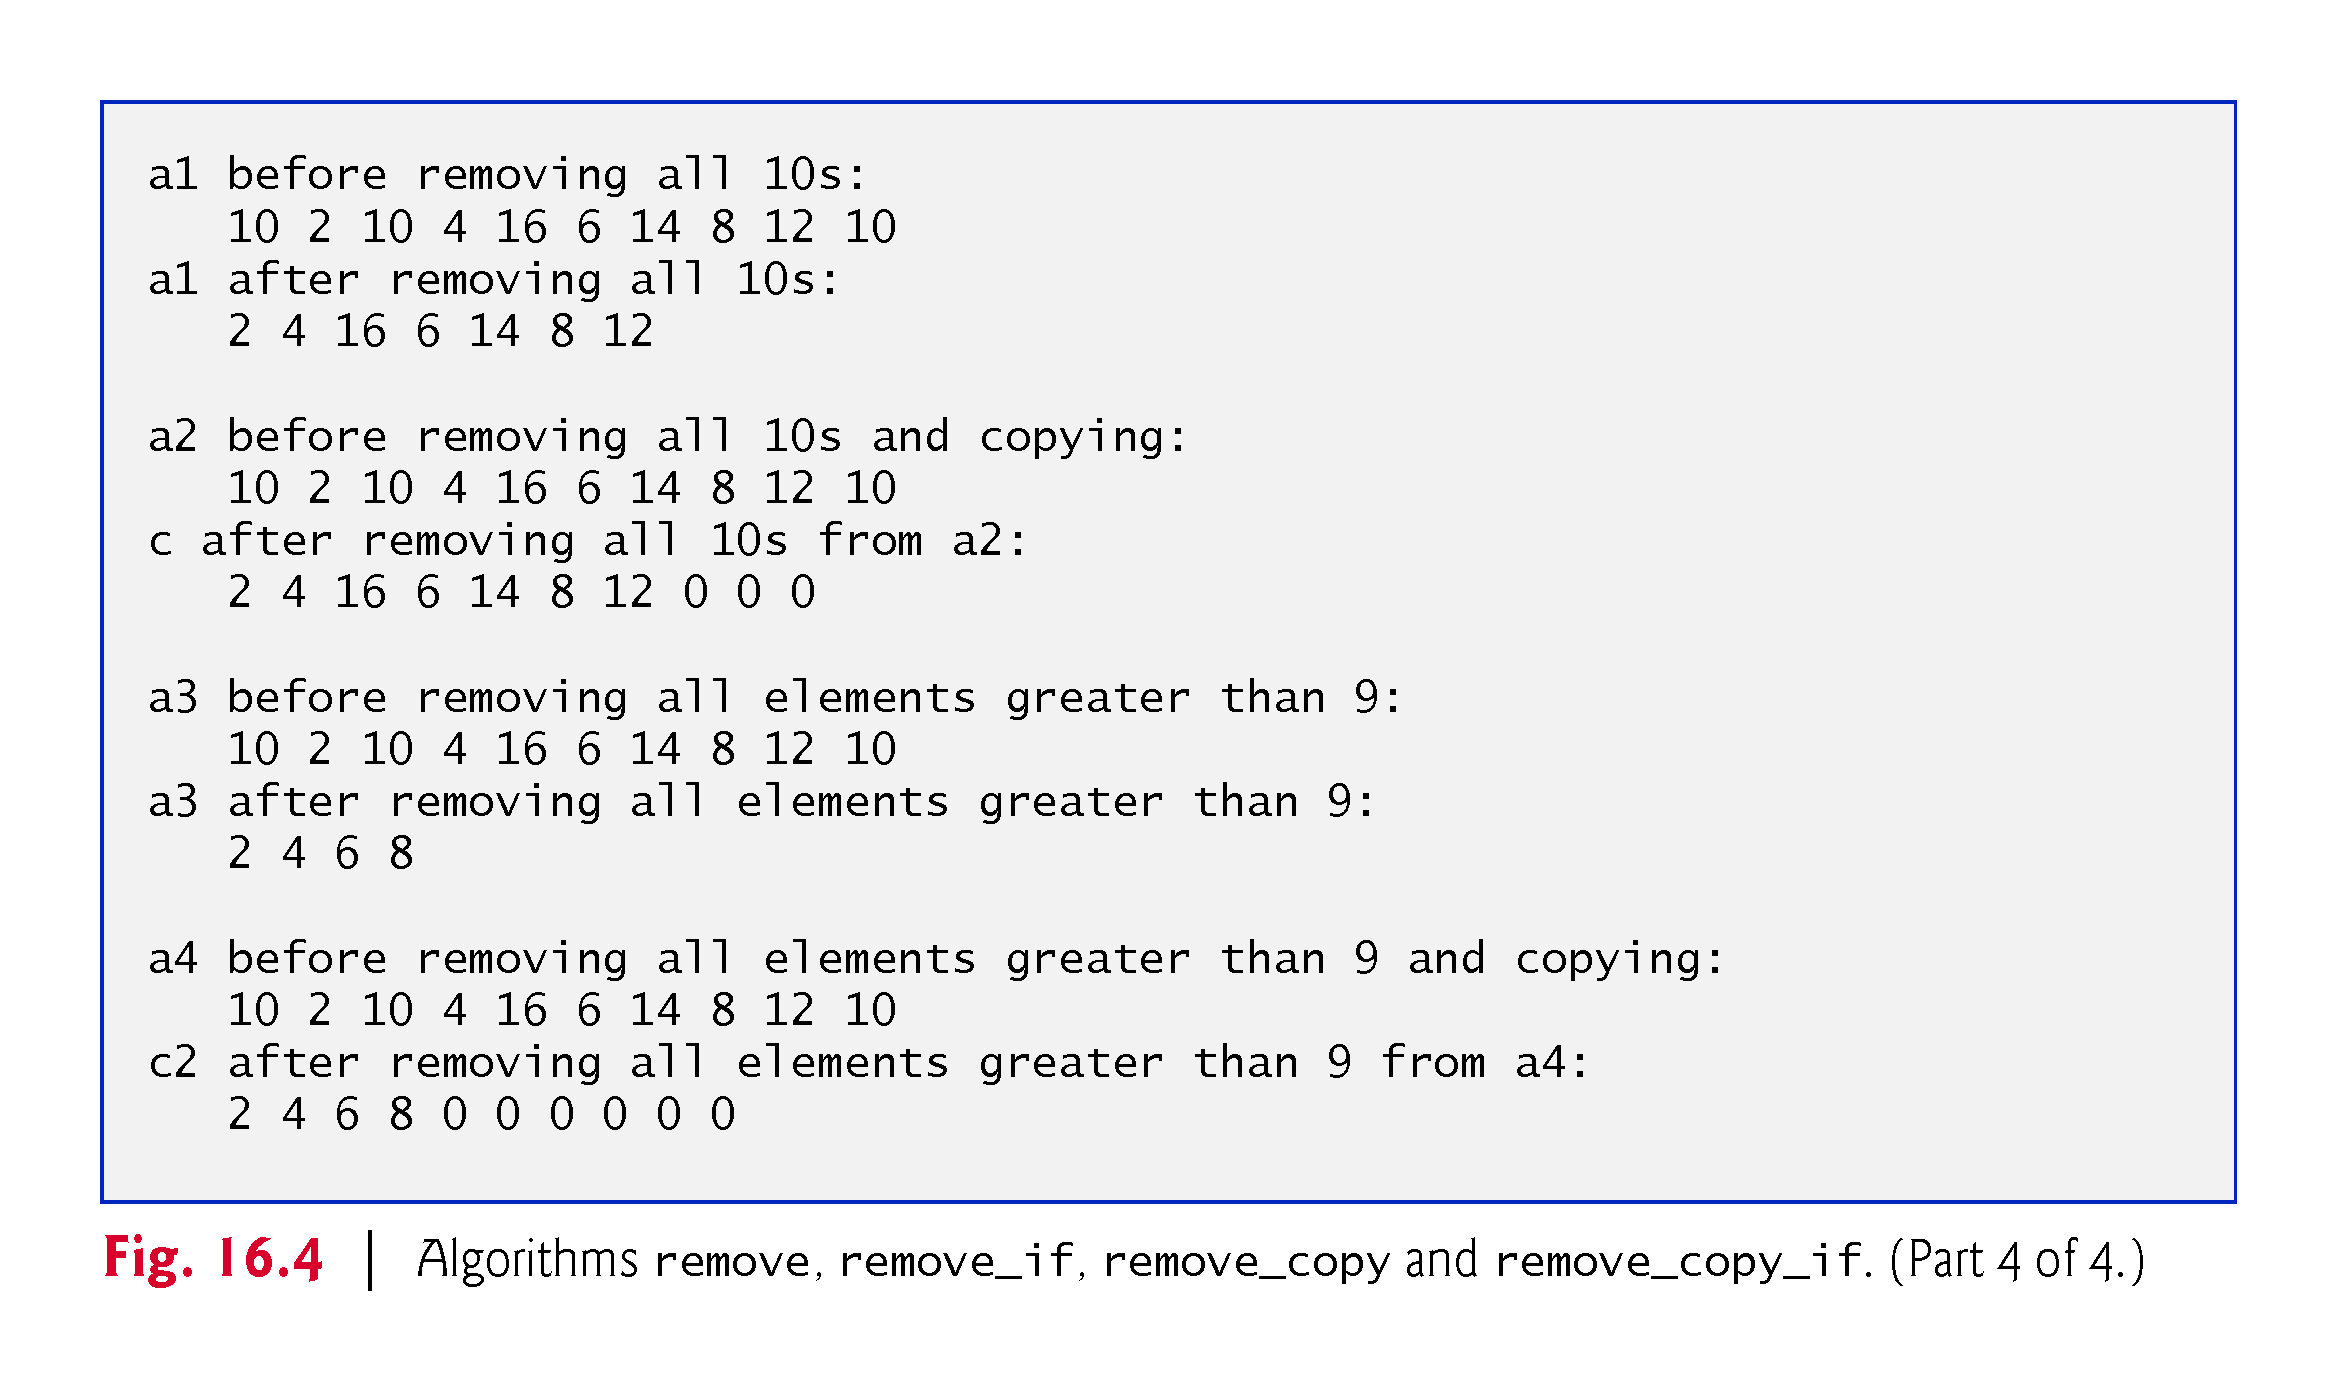 a1 before removing all 10s:
10 2 10 4 16 6 14 8 12 10
a1 after removing all 10s:
2 4 16 6 14 8 12
a2 before removing all 10s and copying:
10 2 10 4 16 6 14 8 12 10
c after removing all 10s from a2:
2 4 16 6 14 8 12 0 0 0
a3 before removing all elements greater than 9:
10 2 10 4 16 6 14 8 12 10
a3 after removing all elements greater than 9:
2 4 6 8
a4 before removing all elements greater than 9 and copying:
10 2 10 4 16 6 14 8 12 10
c2 after removing all elements greater than 9 from a4:
2 4 6 8 0 0 0 0 0 0
Fig. 16.4 | Algorithms remove, remove_if, remove_copy and remove_copy_if. (Part 4 of 4.)